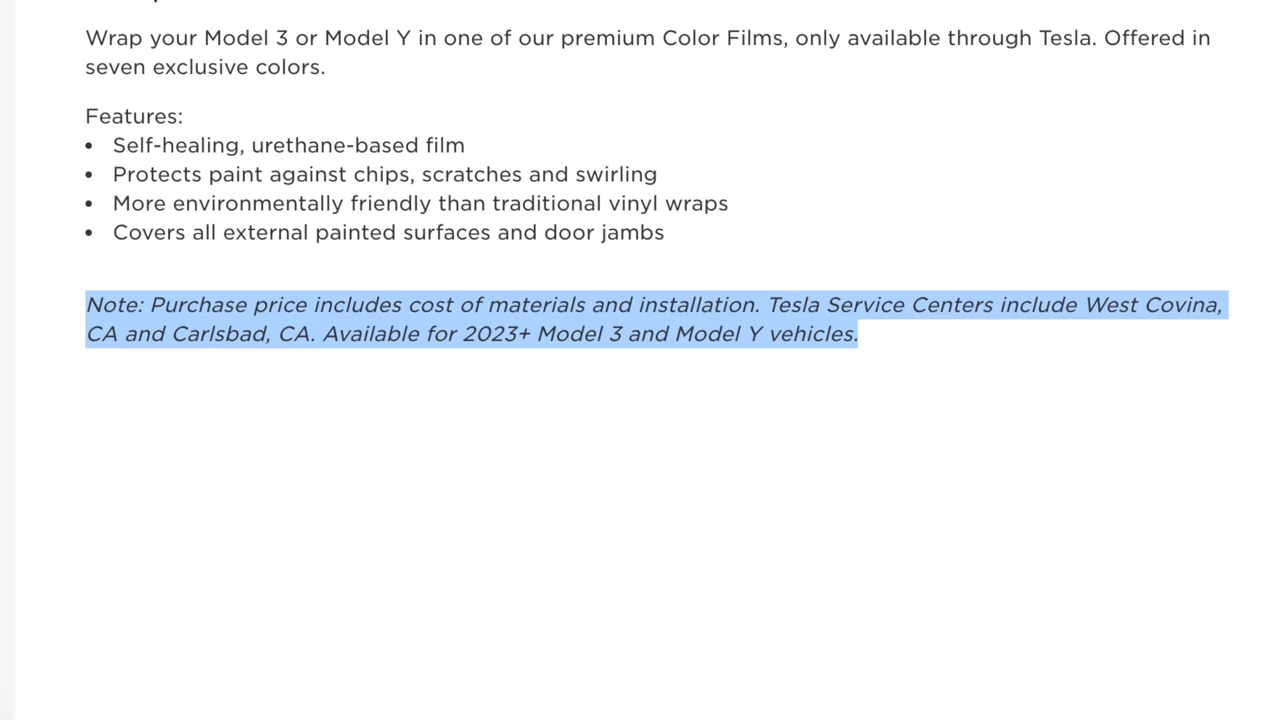 Wrap your Model 3 or Model Y in one of our premium Color Films, only available through Tesla. Offered in
seven exclusive colors.
Features:
• Self-healing, urethane-based film
• Protects paint against chips, scratches and swirling
• More environmentally friendly than traditional vinyl wraps
• Covers all external painted surfaces and door jambs
Note: Purchase price includes cost of materials and installation. Tesla Service Centers include West Covina,
CA and Carlsbad, CA. Available for 2023+ Model 3 and Model Y vehicles.